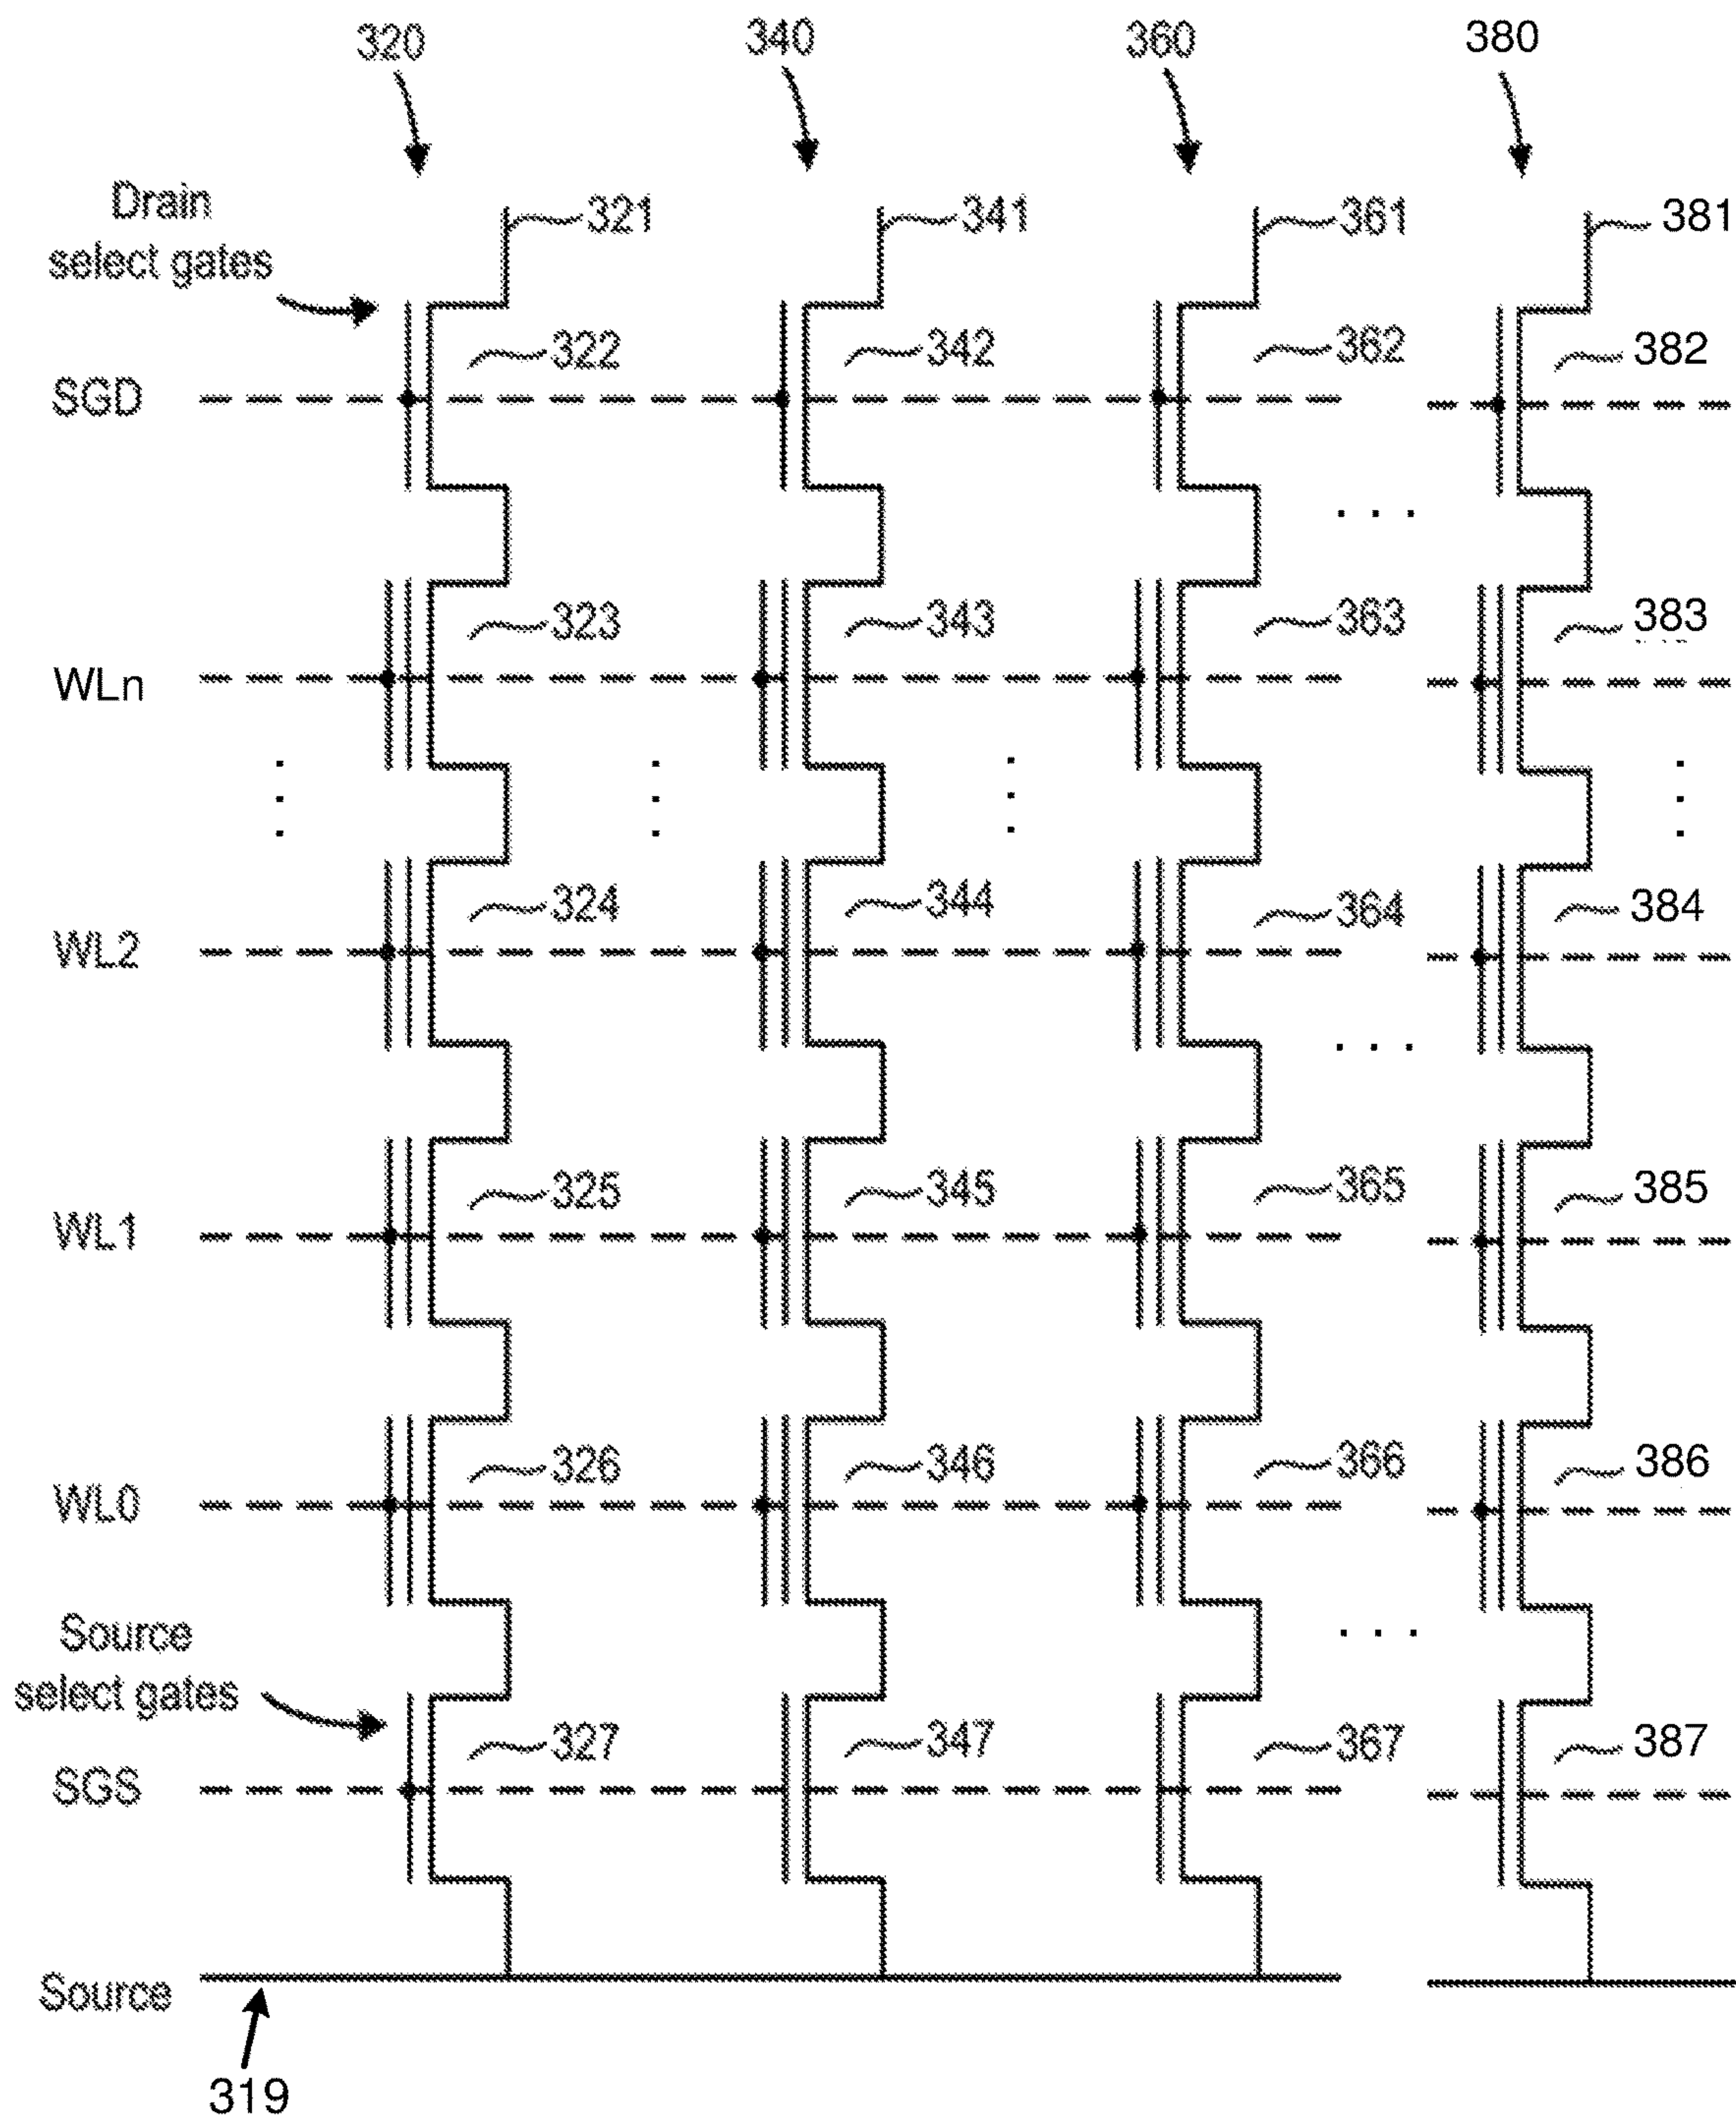 320 340 360 380
Drain
select gates
321 341 361 381
322 342 362 382
SGD
323 343 363 383
WLn
324 344 364 384
WL2
325 345 365 385
WL1
326 346 366 386
WL0
Source
select gates
327 347 367 387
SGS
Source
319